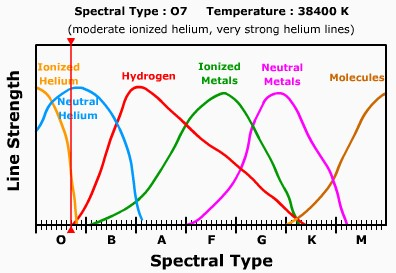 Spectral Type : O7 Temperature : 38400 K
(moderate ionized helium, very strong helium lines)
Ionized
Helium
Neutral
Helium
Hydrogen
Ionized
Metals
Neutral
Metals
Molecules
Line Strength
O B A F G K M
Spectral Type